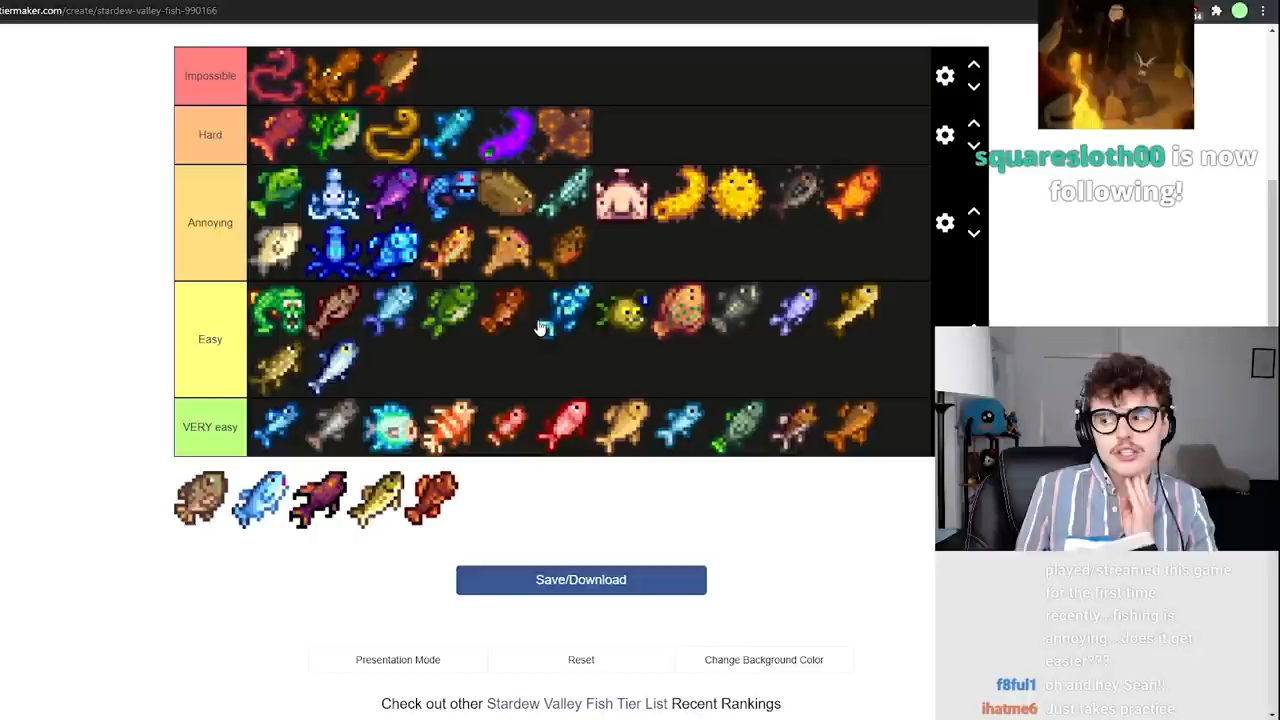 tiermaker.com/create/stardew-valley-fish-990166
Impossible
Hard
squaresloth00 is now
following!
Annoying
Easy
VERY easy
Save/Download
played/streamed this game
for the first time
recently...fishing is
annoying...does it get
easier???
Presentation Mode
Reset
Change Background Color
f8ful1 oh and hey Sean!!
ihatme6 Just takes practice
Check out other Stardew Valley Fish Tier List Recent Rankings